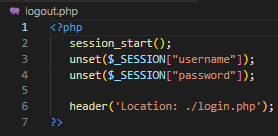 logout.php
1 <?php
2 session_start();
3 unset($_SESSION["username"]);
4 unset($_SESSION["password"]);
5
6 header('Location: ./login.php');
7 ?>